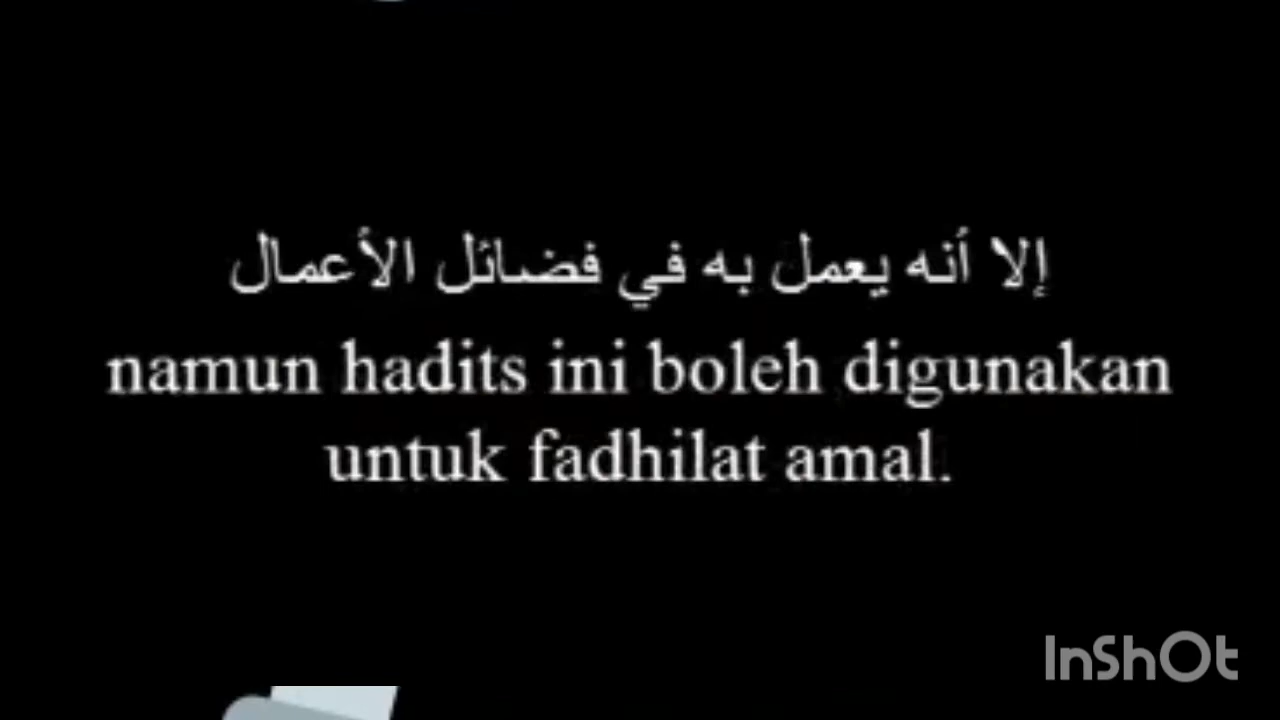 إلا أنه يعمل به في فضائل الأعمال
namun hadits ini boleh digunakan
untuk fadhilat amal.
InShOt